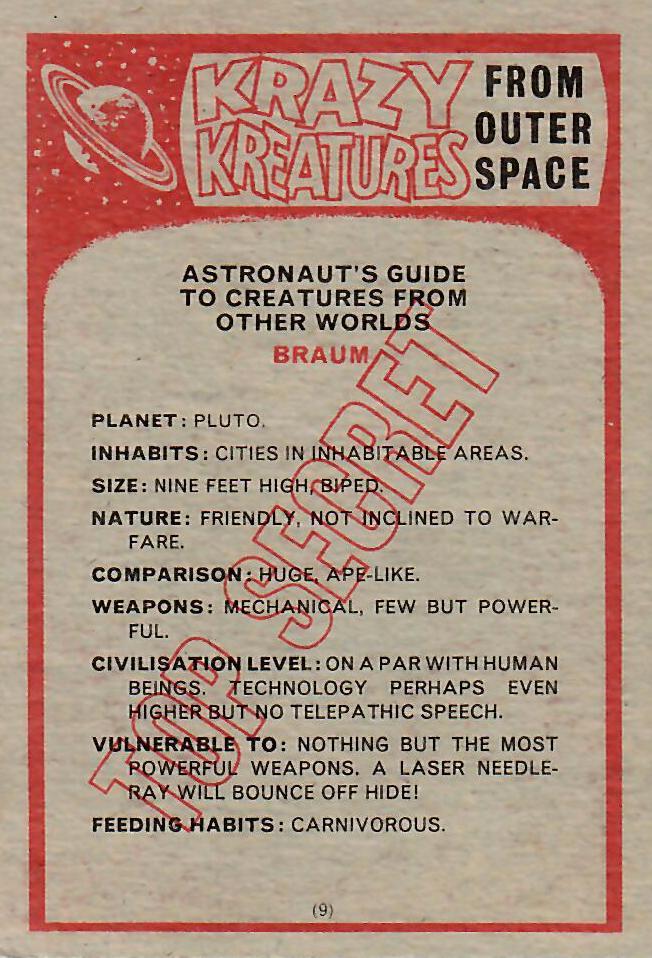 KRAZY
KREATURES
FROM
OUTER
SPACE
ASTRONAUT'S GUIDE
TO CREATURES FROM
OTHER WORLDS
BRAUM
PLANET: PLUTO.
INHABITS: CITIES IN INHABITABLE AREAS.
SIZE: NINE FEET HIGH, BIPED.
NATURE: FRIENDLY, NOT INCLINED TO WAR-
FARE.
COMPARISON: HUGE, APE-LIKE.
WEAPONS: MECHANICAL, FEW BUT POWER-
FUL.
CIVILISATION LEVEL: ON A PAR WITH HUMAN
BEINGS. TECHNOLOGY PERHAPS EVEN
HIGHER BUT NO TELEPATHIC SPEECH.
VULNERABLE TO: NOTHING BUT THE MOST
POWERFUL WEAPONS. A LASER NEEDLE-
RAY WILL BOUNCE OFF HIDE!
FEEDING HABITS: CARNIVOROUS.
TOP SECRET
(9)